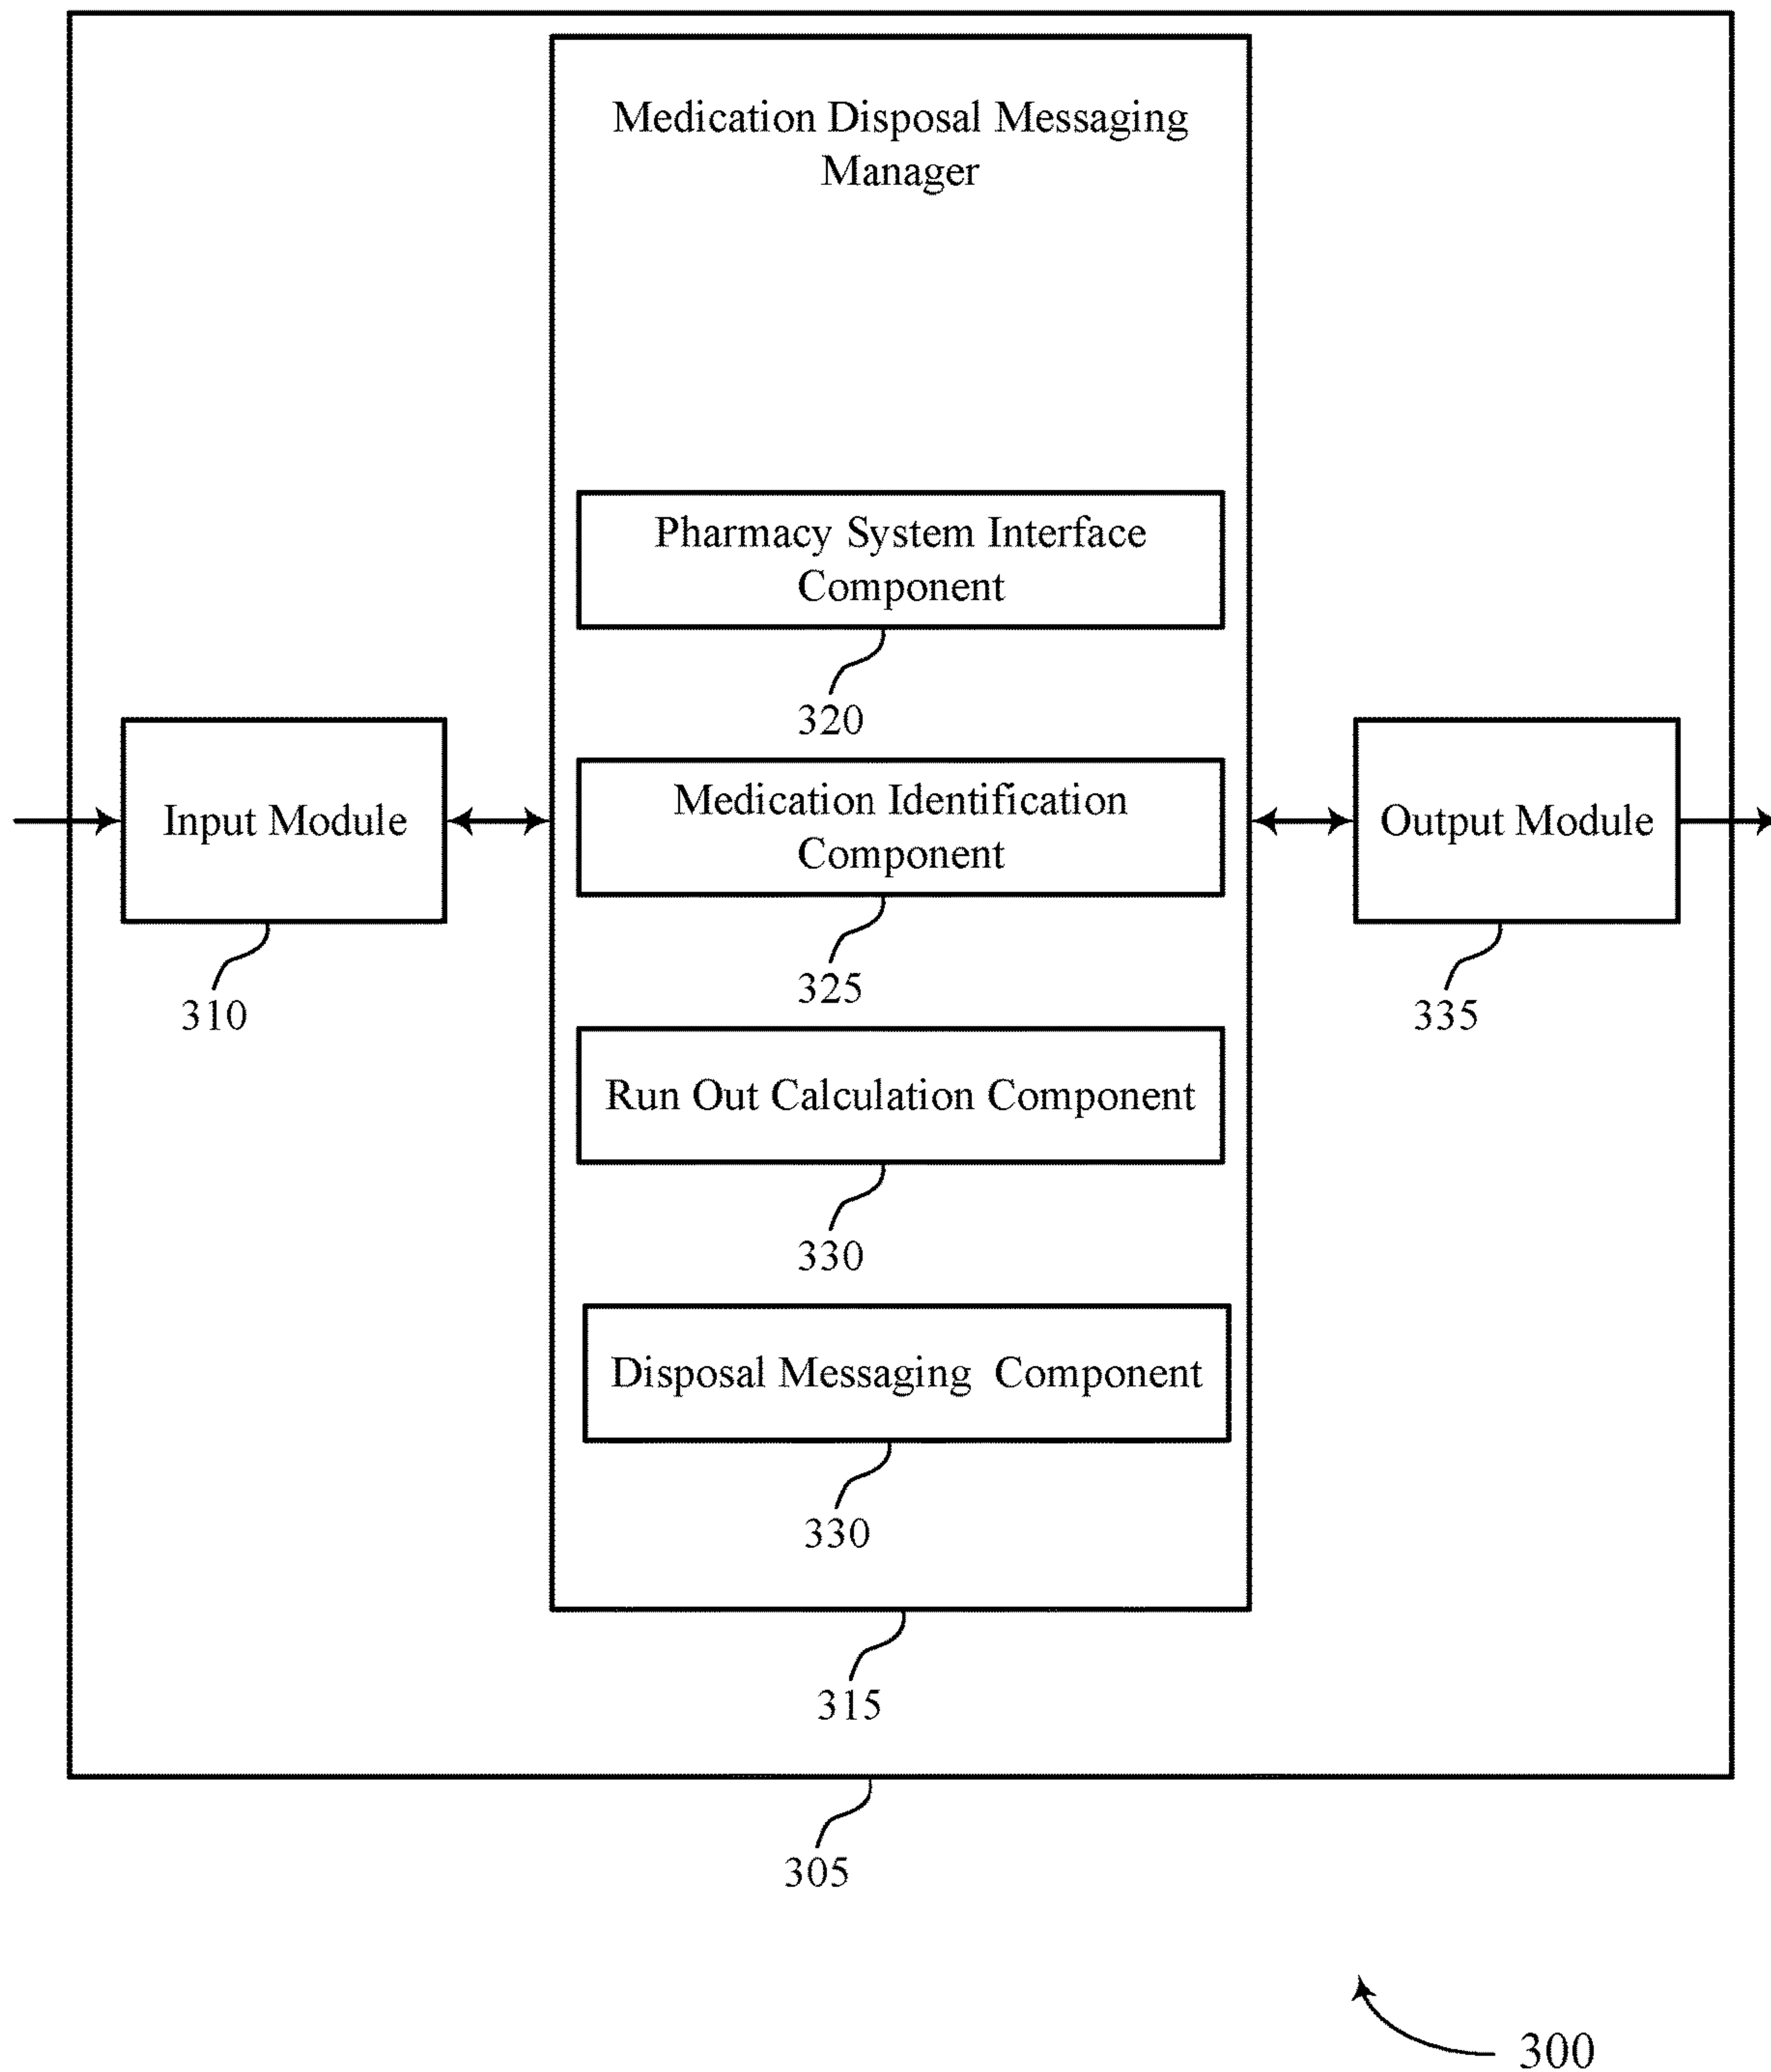 Medication Disposal Messaging
Manager
Pharmacy System Interface
Component
320
Input Module
310
Medication Identification
Component
325
Output Module
335
Run Out Calculation Component
330
Disposal Messaging Component
330
315
305
300